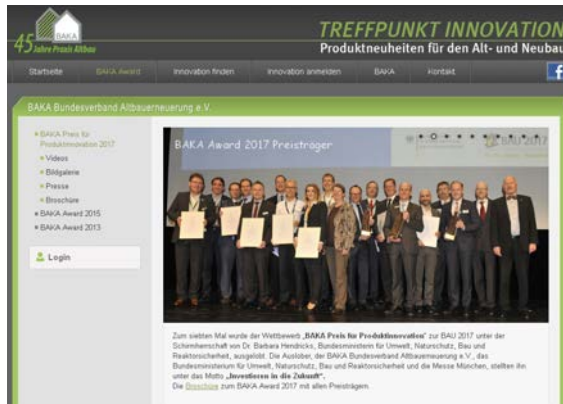 BAKA
45 Jahre Praxis Altbau
TREFFPUNKT INNOVATION
Produktneuheiten für den Alt- und Neubau
Startseite BAKA Award Innovation finden Innovation anmelden BAKA Kontakt f
BAKA Bundesverband Altbauerneuerung e.V.
BAKA Preis für
Produktinnovation 2017
Videos
Bildgalerie
Presse
Broschüre
BAKA Award 2015
BAKA Award 2013
Login
BAKA Award 2017 Preisträger
BAU 2017
Zum siebten Mal wurde der Wettbewerb „BAKA Preis für Produktinnovation" zur BAU 2017 unter der
Schirmherrschaft von Dr. Barbara Hendricks, Bundesministerin für Umwelt, Naturschutz, Bau und
Reaktorsicherheit, ausgelobt. Die Auslober, der BAKA Bundesverband Altbauerneuerung e.V., das
Bundesministerium für Umwelt, Naturschutz, Bau und Reaktorsicherheit und die Messe München, stellten ihn
unter das Motto „Investieren in die Zukunft".
Die Broschüre zum BAKA Award 2017 mit allen Preisträgern.